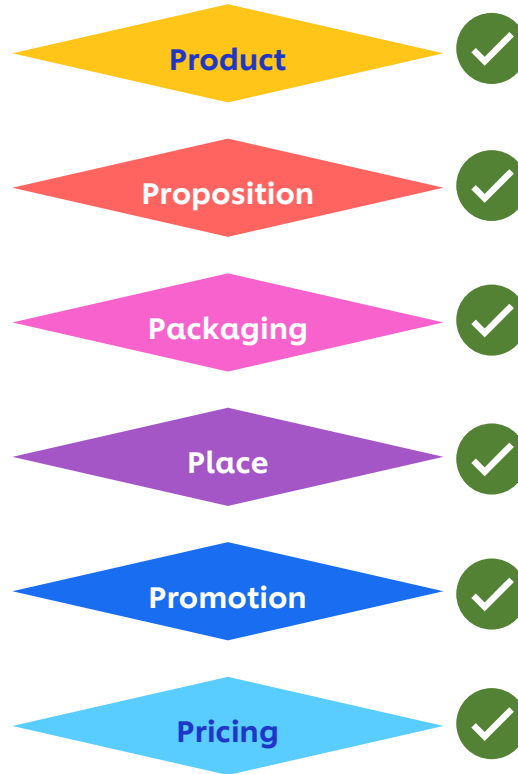 Product
Proposition
Packaging
Place
Promotion
Pricing